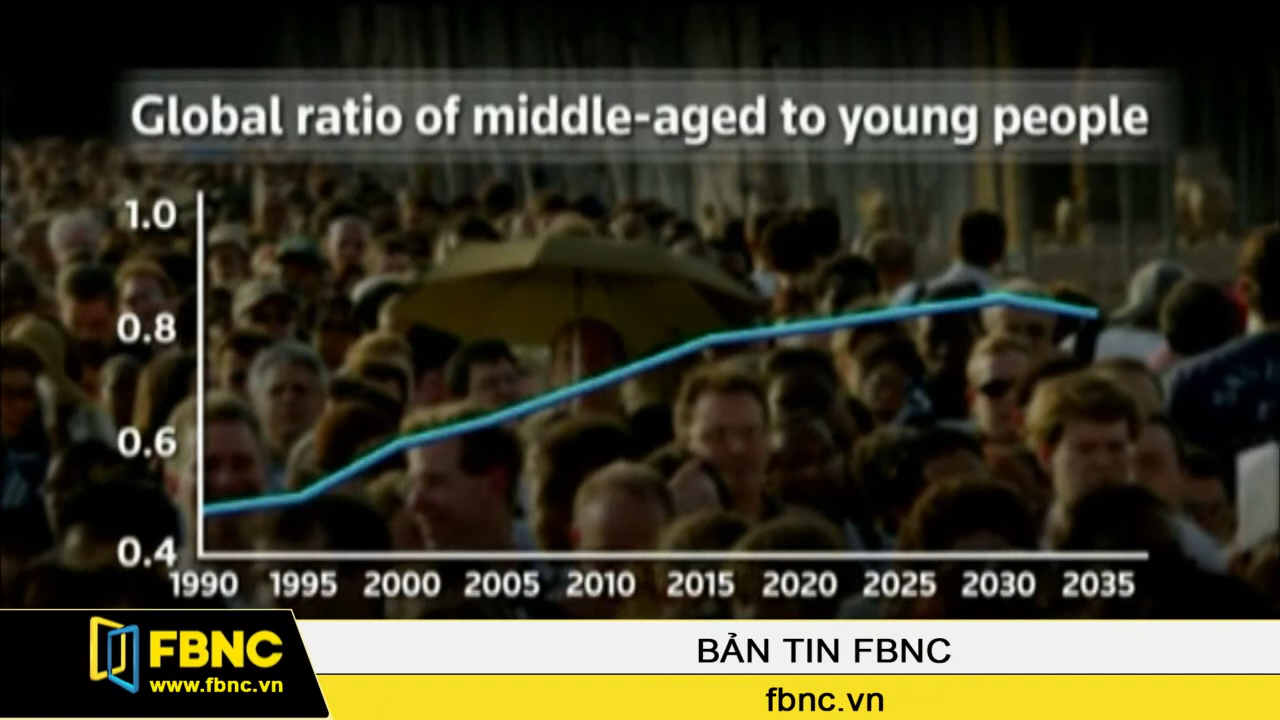 Global ratio of middle-aged to young people
1.0
0.8
0.6
0.4
1990 1995 2000 2005 2010 2015 2020 2025 2030 2035
FBNC
www.fbnc.vn
BẢN TIN FBNC
fbnc.vn